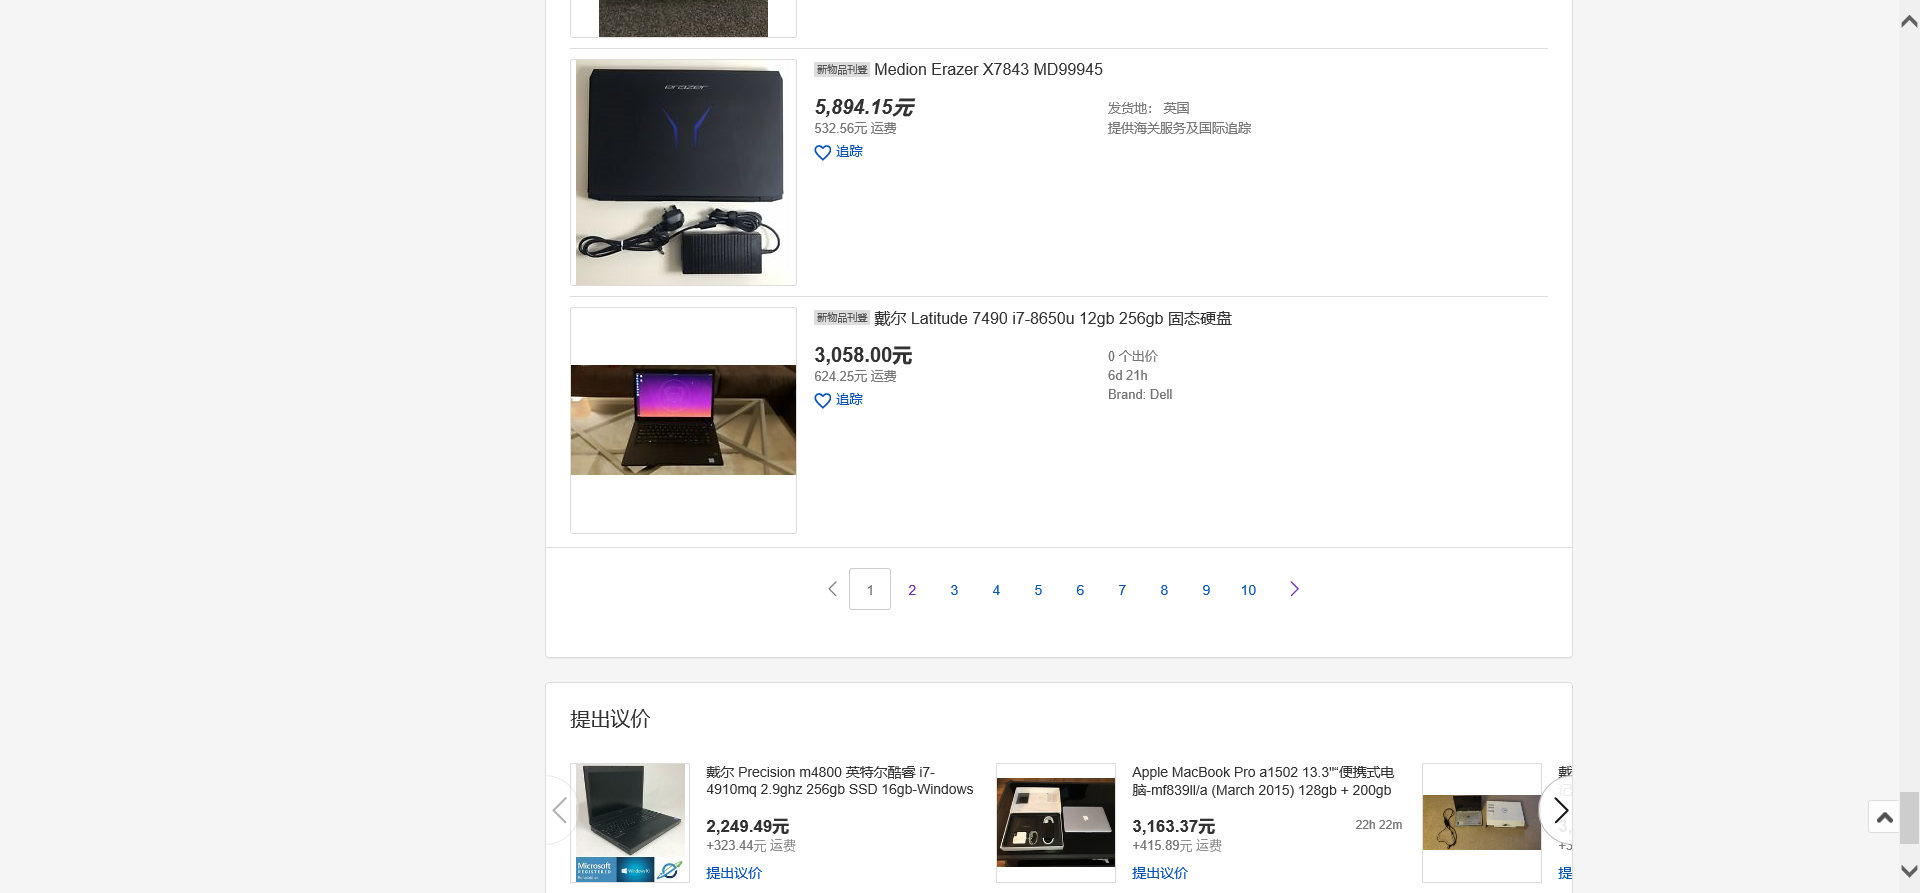 erazer
新物品刊登 Medion Erazer X7843 MD99945
5,894.15元
532.56元 运费
追踪
发货地： 英国
提供海关服务及国际追踪
新物品刊登 戴尔 Latitude 7490 i7-8650u 12gb 256gb 固态硬盘
3,058.00元
624.25元 运费
追踪
0 个出价
6d 21h
Brand: Dell
1 2 3 4 5 6 7 8 9 10
提出议价
Microsoft
REGISTERED
Refurbisher
Windows10
戴尔 Precision m4800 英特尔酷睿 i7-
4910mq 2.9ghz 256gb SSD 16gb-Windows
2,249.49元
+323.44元 运费
提出议价
Apple MacBook Pro a1502 13.3"“便携式电
脑-mf839ll/a (March 2015) 128gb + 200gb
3,163.37元
22h 22m
+415.89元 运费
提出议价
戴
3,
提